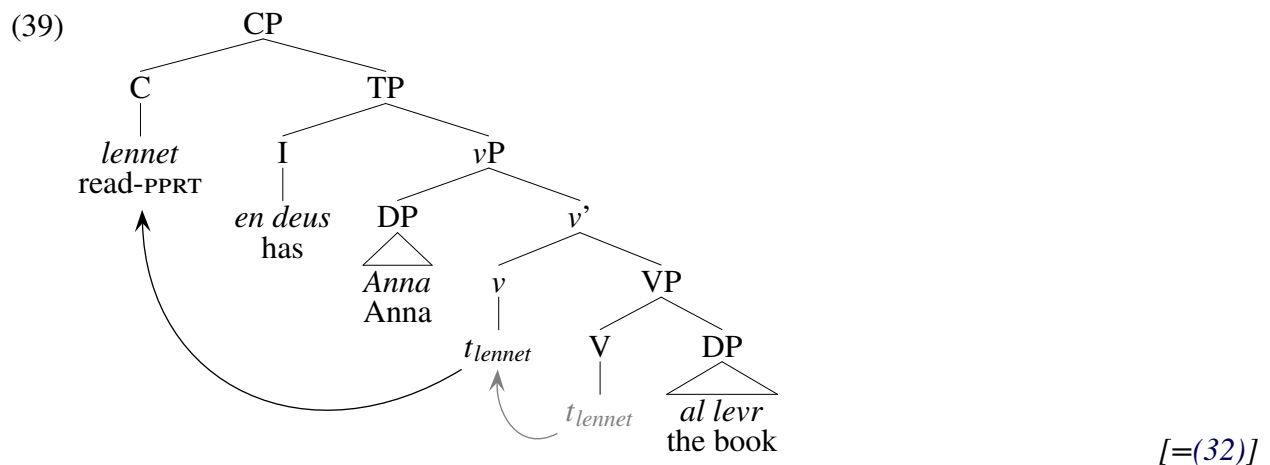 (39)
CP
C TP
lennet I vP
read-PPRT
en deus DP v’
has
Anna v VP
Anna
t_lennet V DP
t_lennet al levr
the book
[=(32)]